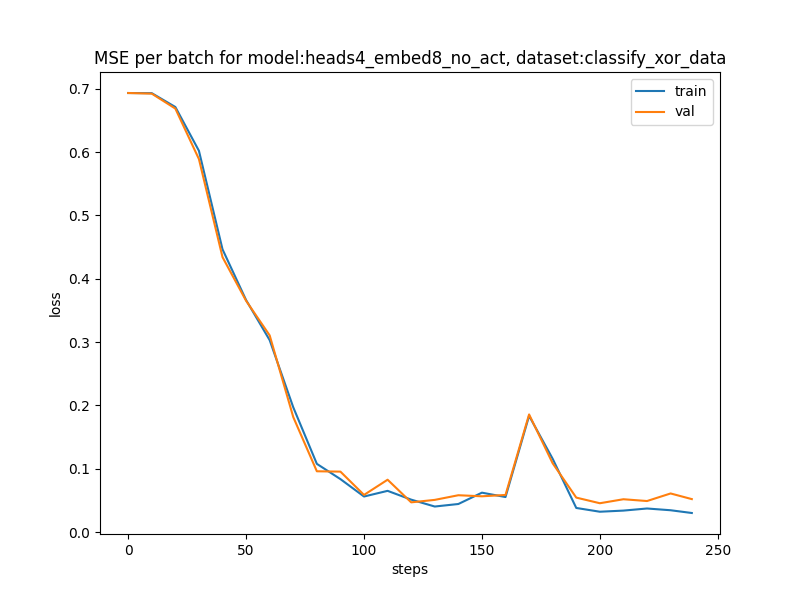 MSE per batch for model:heads4_embed8_no_act, dataset:classify_xor_data
train
val
0.7
0.6
0.5
0.4
0.3
0.2
0.1
0.0
loss
0
50
100
150
200
250
steps